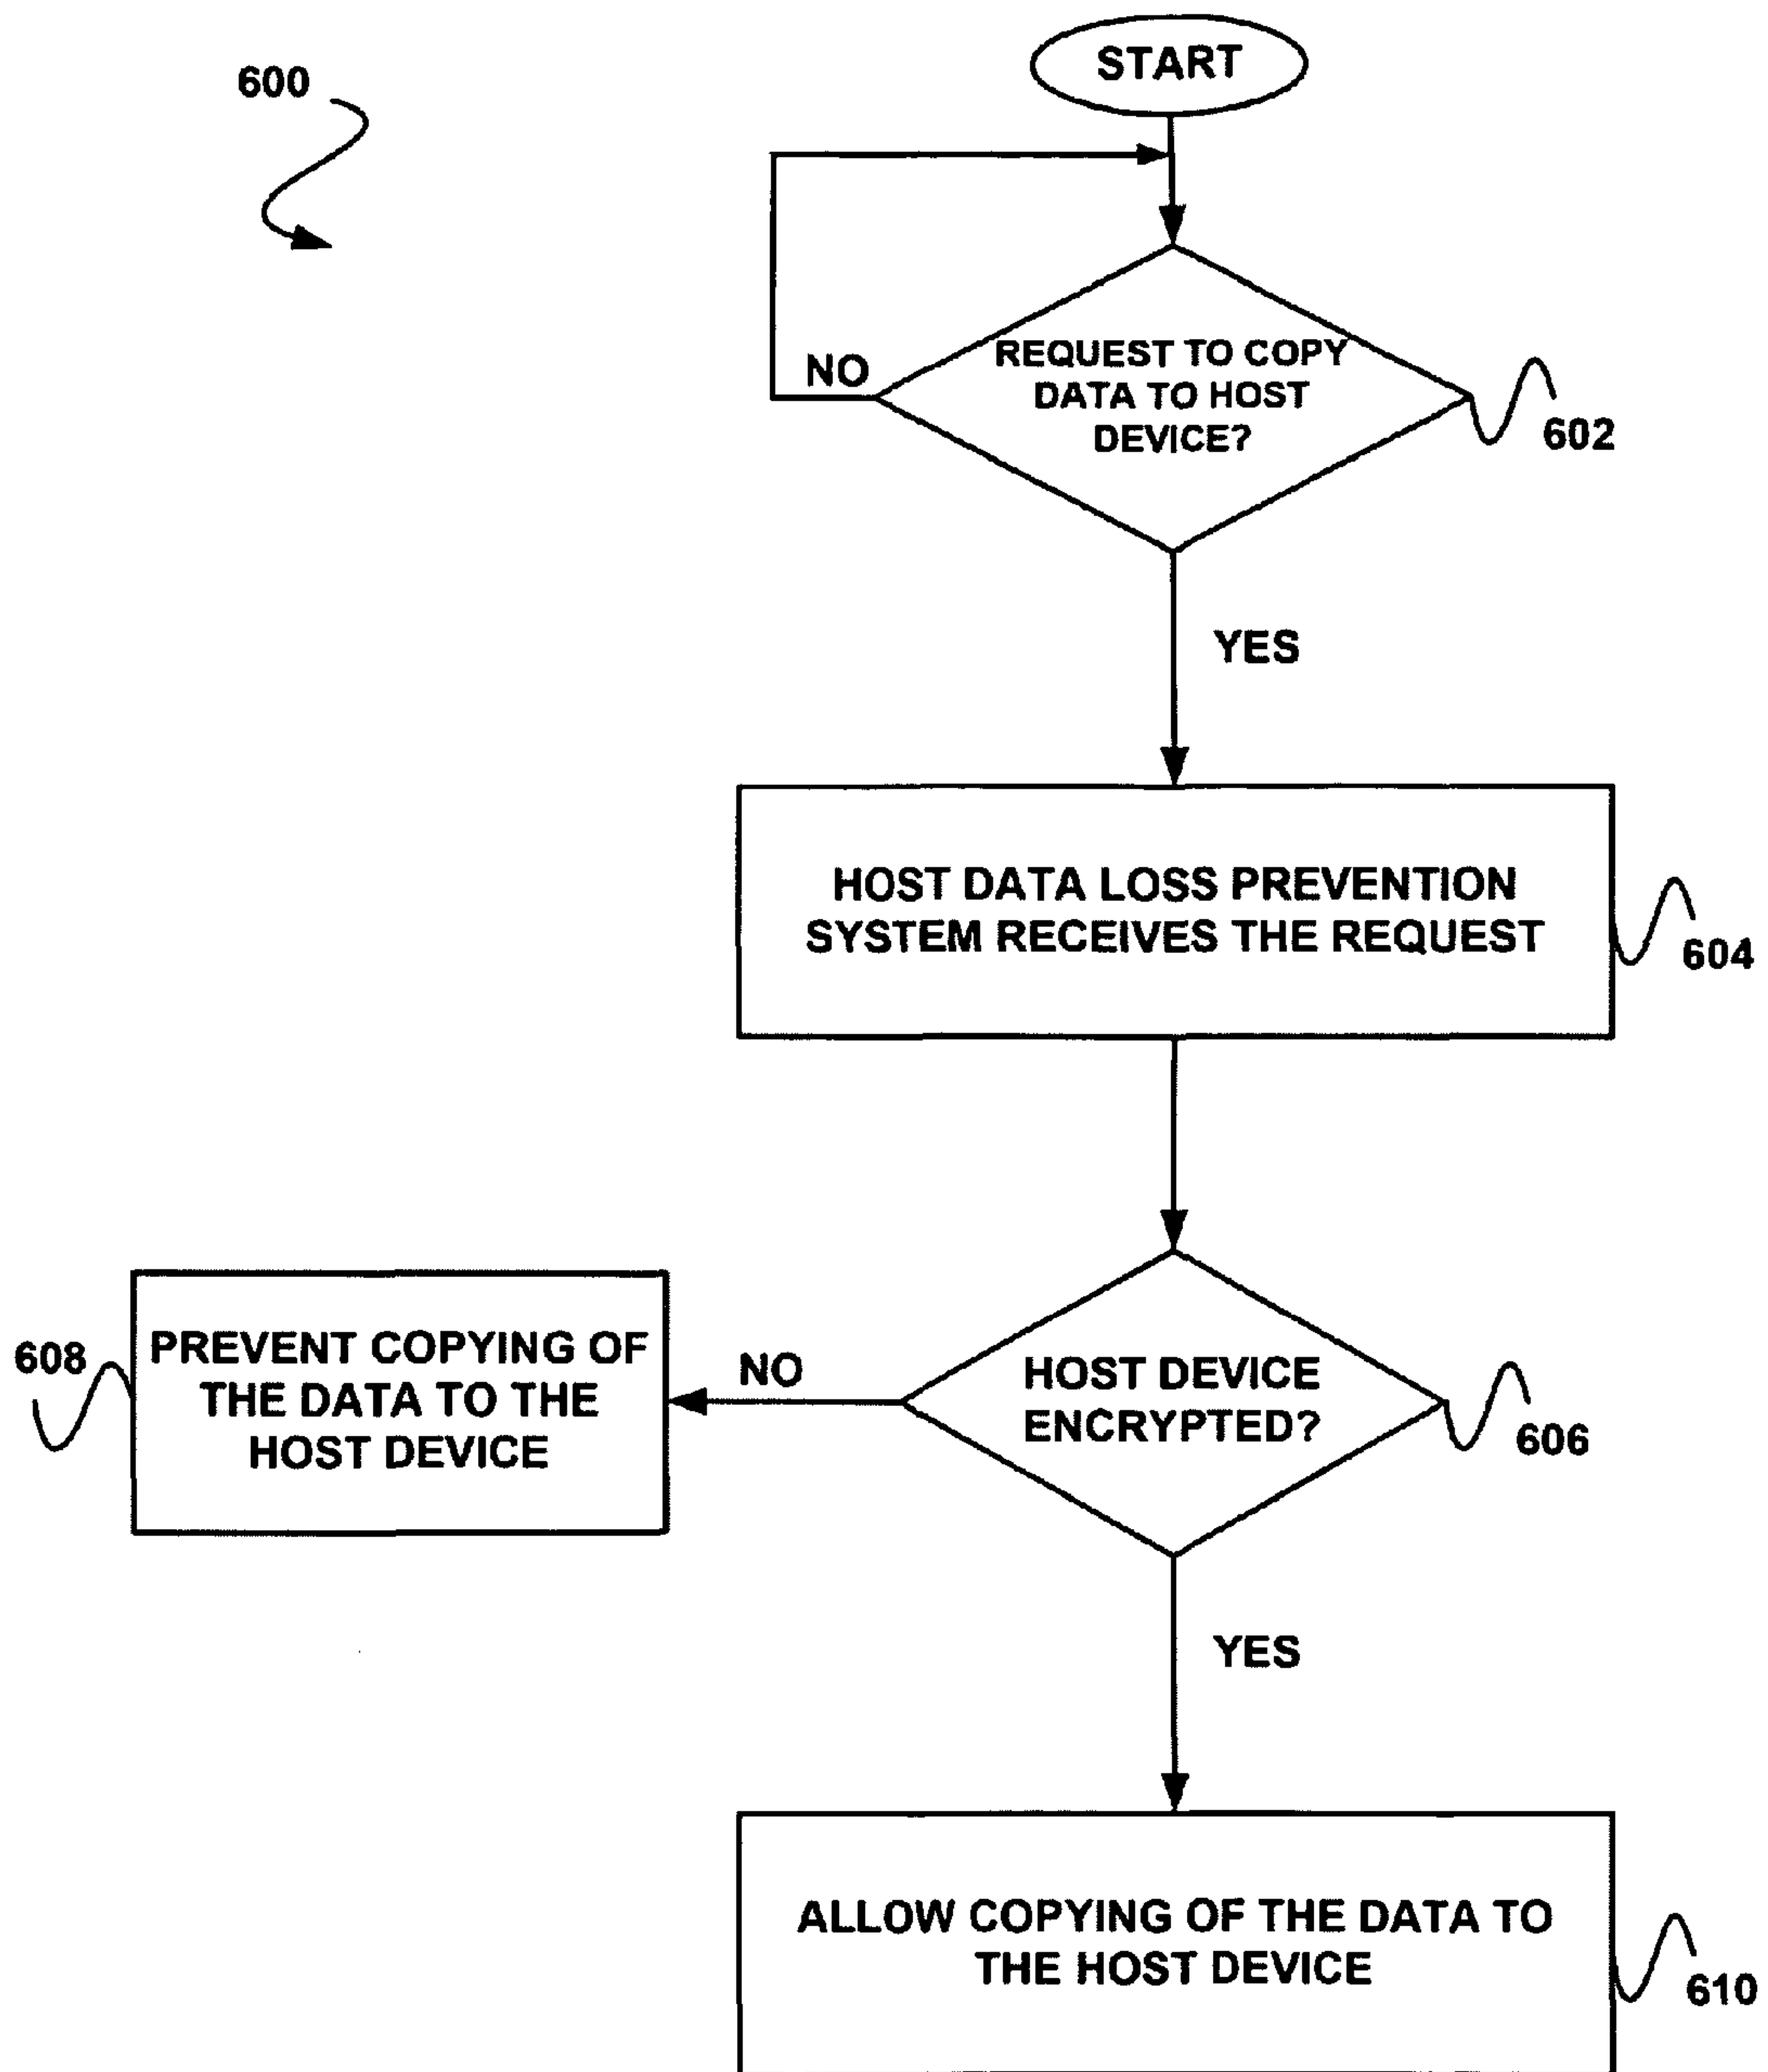 START
600
REQUEST TO COPY
DATA TO HOST
DEVICE?
NO
602
YES
HOST DATA LOSS PREVENTION
SYSTEM RECEIVES THE REQUEST
604
608
PREVENT COPYING OF
THE DATA TO THE
HOST DEVICE
NO
HOST DEVICE
ENCRYPTED?
606
YES
ALLOW COPYING OF THE DATA TO
THE HOST DEVICE
610